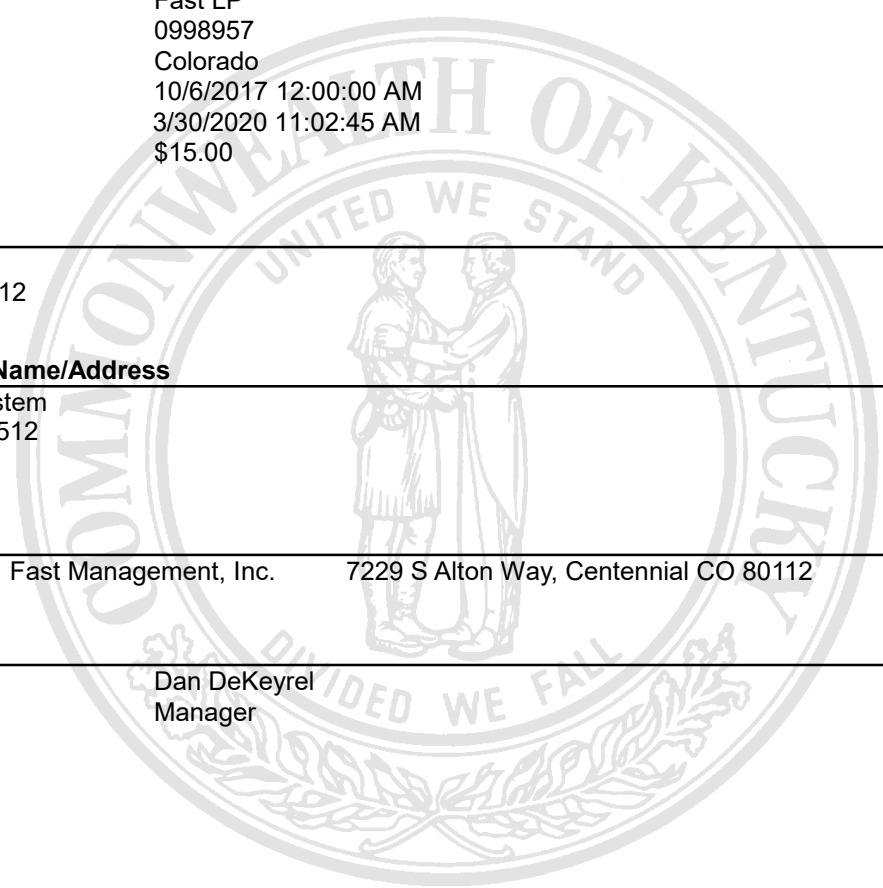 Fast LP
0998957
Colorado
10/6/2017 12:00:00 AM
3/30/2020 11:02:45 AM
$15.00
12
Name/Address
stem
512
Fast Management, Inc. 7229 S Alton Way, Centennial CO 80112
Dan DeKeyrel
Manager
COMMONWEALTH OF KENTUCKY
UNITED WE STAND
DIVIDED WE FALL